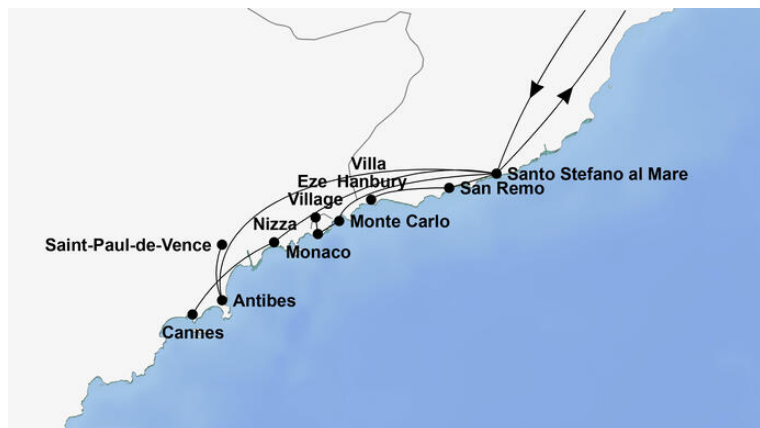 Villa
Hanbury
Santo Stefano al Mare
San Remo
Eze
Village
Monte Carlo
Nizza
Monaco
Saint-Paul-de-Vence
Antibes
Cannes